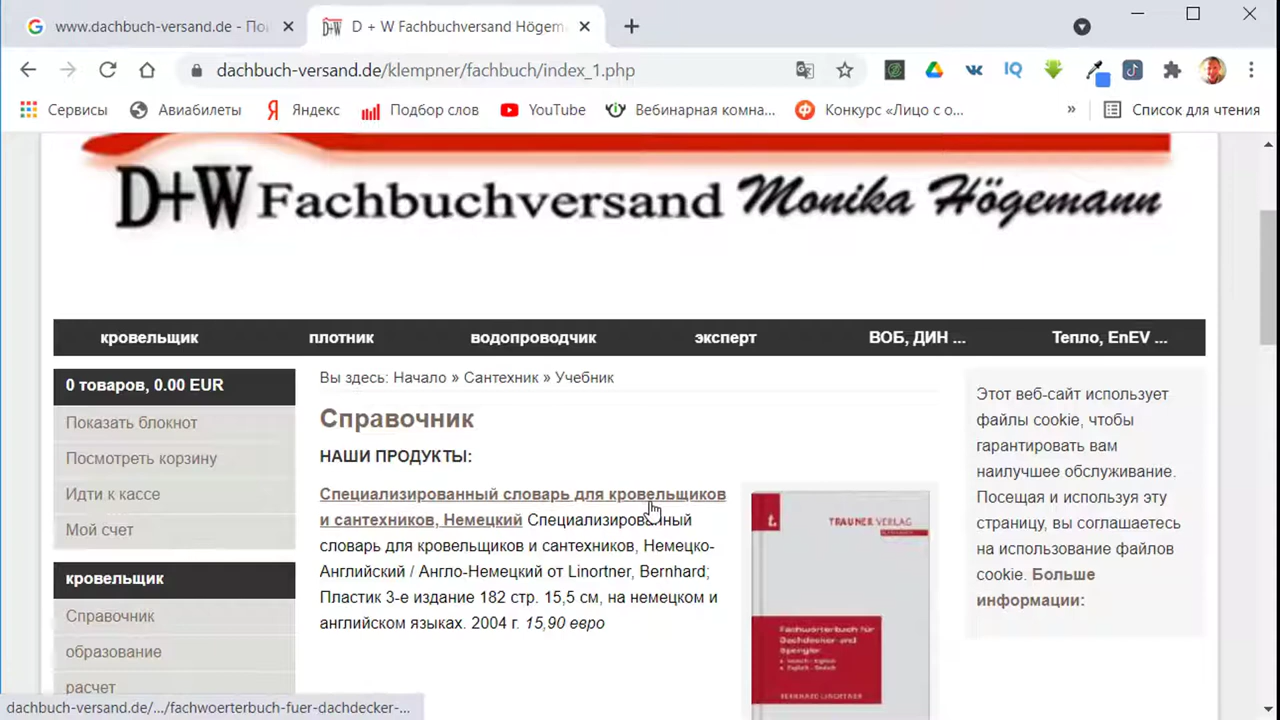 www.dachbuch-versand.de - По
D + W Fachbuchversand Högem
dachbuch-versand.de/klempner/fachbuch/index_1.php
Сервисы
Авиабилеты
Яндекс
Подбор слов
YouTube
Вебинарная комна...
Конкурс «Лицо с о...
»
Список для чтения
D+W Fachbuchversand Monika Högemann
кровельщик
плотник
водопроводчик
эксперт
ВОБ, ДИН ...
Тепло, EnEV ...
0 товаров, 0.00 EUR
Показать блокнот
Посмотреть корзину
Идти к кассе
Мой счет
кровельщик
Справочник
образование
расчет
Вы здесь: Начало » Сантехник » Учебник
Справочник
НАШИ ПРОДУКТЫ:
Специализированный словарь для кровельщиков
и сантехников, Немецкий Специализированный
словарь для кровельщиков и сантехников, Немецко-
Английский / Англо-Немецкий от Linortner, Bernhard;
Пластик 3-е издание 182 стр. 15,5 см, на немецком и
английском языках. 2004 г. 15,90 евро
t.
TRAUNER VERLAG
Fachwörterbuch für
Dachdecker und
Spengler
Deutsch - Englisch
Englisch - Deutsch
BERNHARD LINORTNER
Этот веб-сайт использует
файлы cookie, чтобы
гарантировать вам
наилучшее обслуживание.
Посещая и используя эту
страницу, вы соглашаетесь
на использование файлов
cookie. Больше
информации:
dachbuch-versand.de/.../fachwoerterbuch-fuer-dachdecker-...